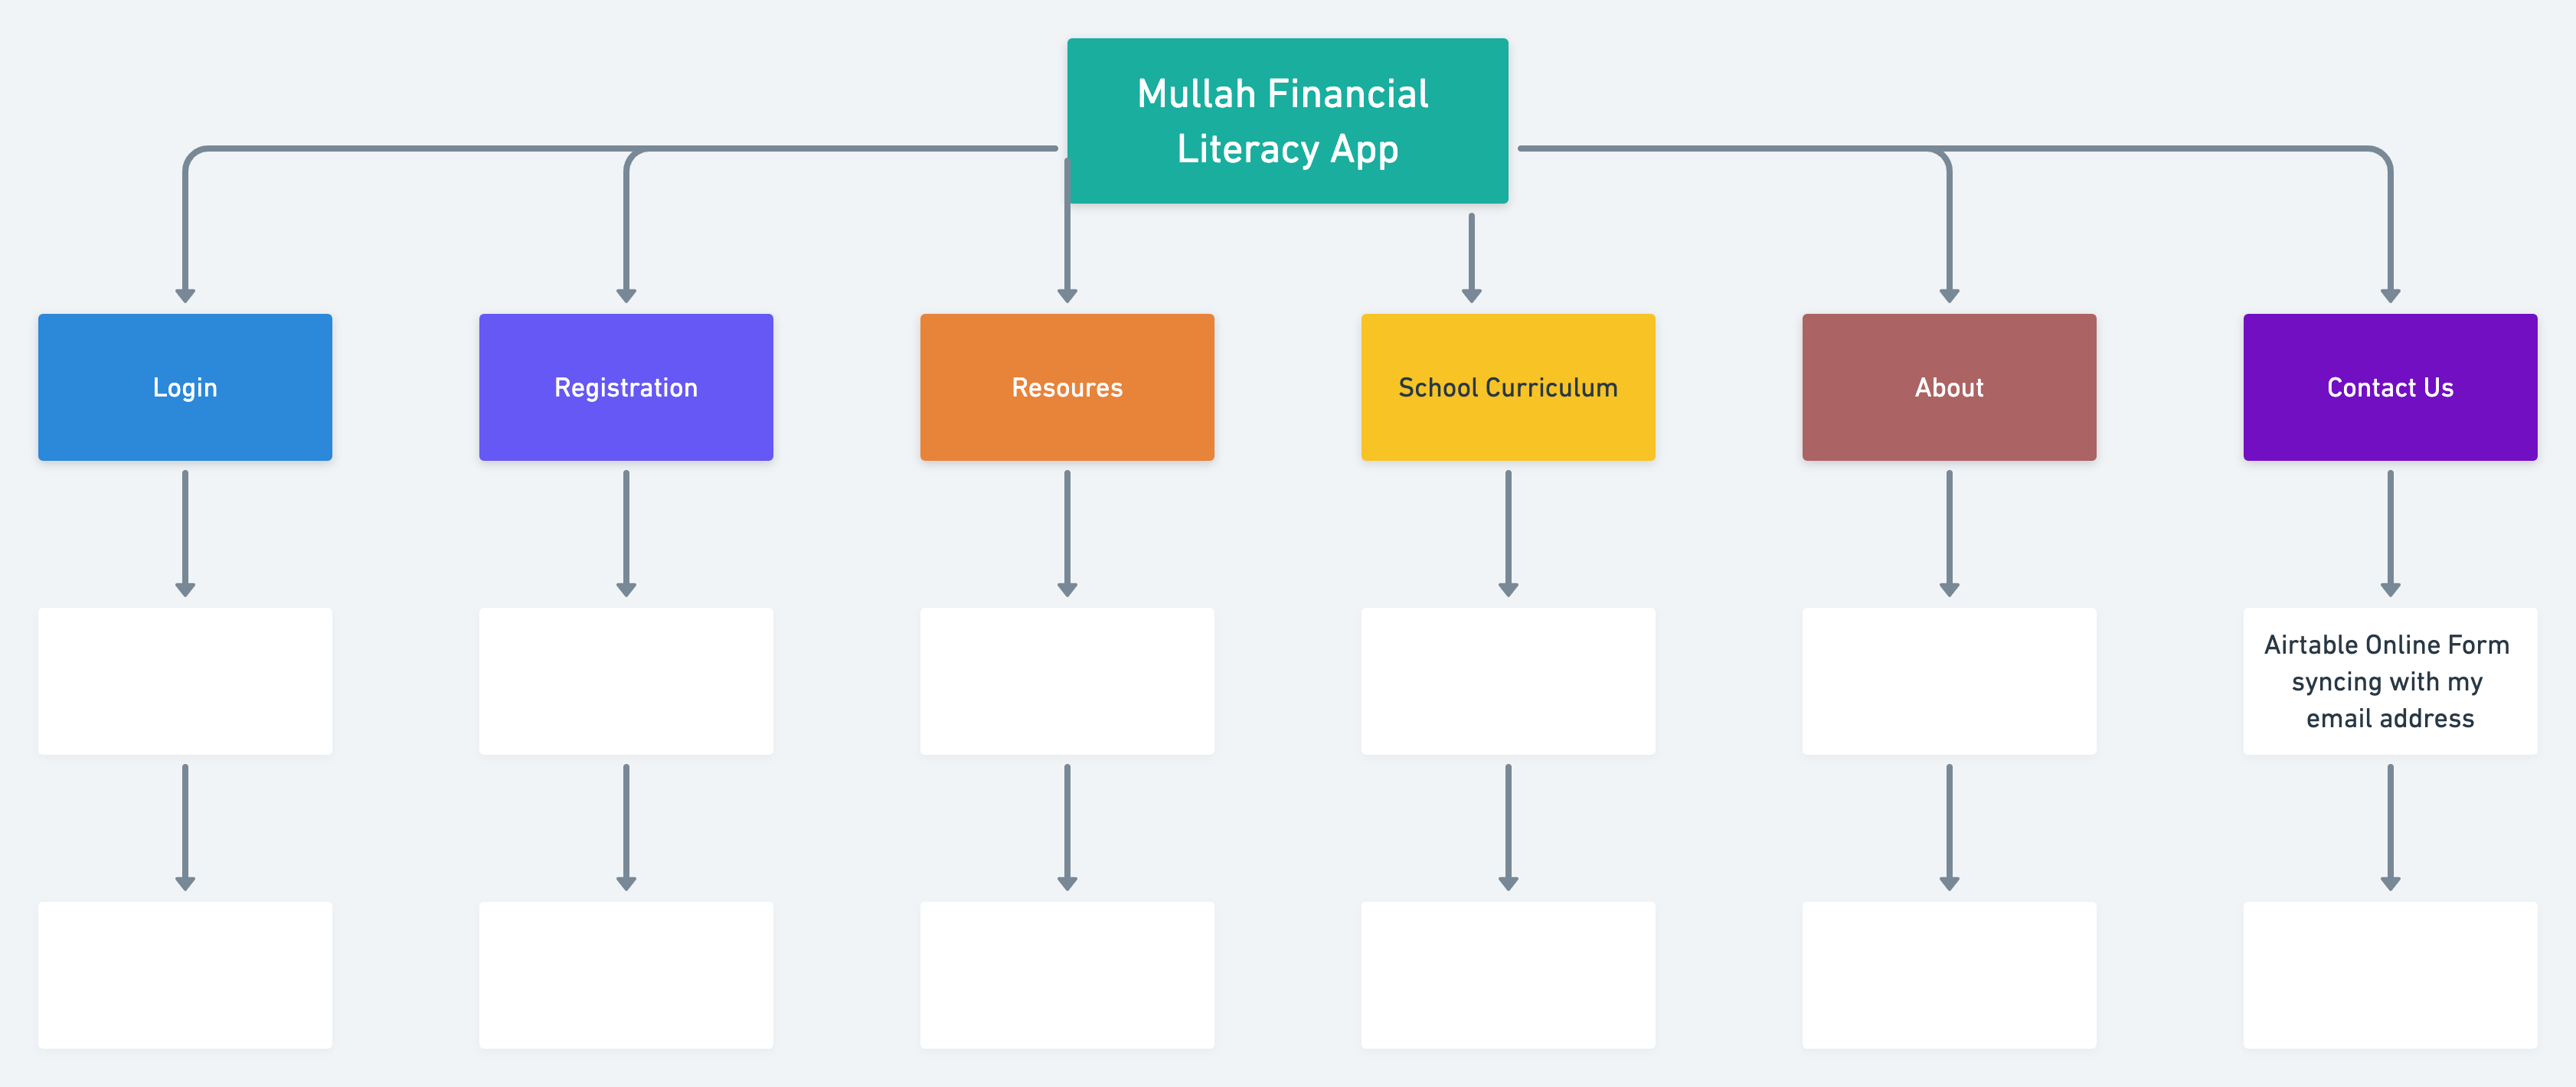 Mullah Financial
Literacy App
Login
Registration
Resoures
School Curriculum
About
Contact Us
Airtable Online Form
syncing with my
email address